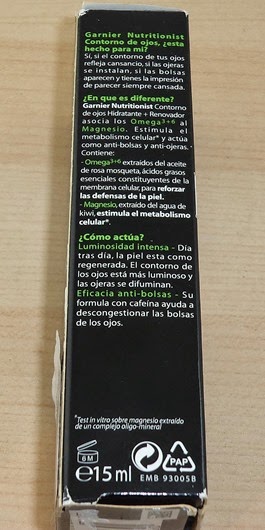 Garnier Nutritionist
Contorno de ojos, ¿esta
hecho para mi?
Sí, si el contorno de tus ojos
refleja cansancio, si las ojeras
se instalan, si las bolsas
aparecen y tienes la impresión
de parecer siempre cansada.
¿En que es diferente?
Garnier Nutritionist Contorno
de ojos Hidratante + Renovador
asocia los Omega3+6 al
Magnesio. Estimula el
metabolismo celular* y actúa
como anti-bolsas y anti-ojeras.
Contiene:
- Omega3+6 extraídos del aceite
de rosa mosqueta, ácidos grasos
esenciales constituyentes de la
membrana celular, para reforzar
las defensas de la piel.
- Magnesio, extraído del agua de
kiwi, estimula el metabolismo
celular*.
¿Cómo actúa?
Luminosidad intensa - Día
tras día, la piel esta como
regenerada. El contorno de
los ojos está más luminoso y
las ojeras se difuminan.
Eficacia anti-bolsas - Su
formula con cafeína ayuda a
descongestionar las bolsas
de los ojos.
*Test in vitro sobre magnesio extraído
de un complejo oligo-mineral
6M
e15 ml
PAP
EMB 93005B